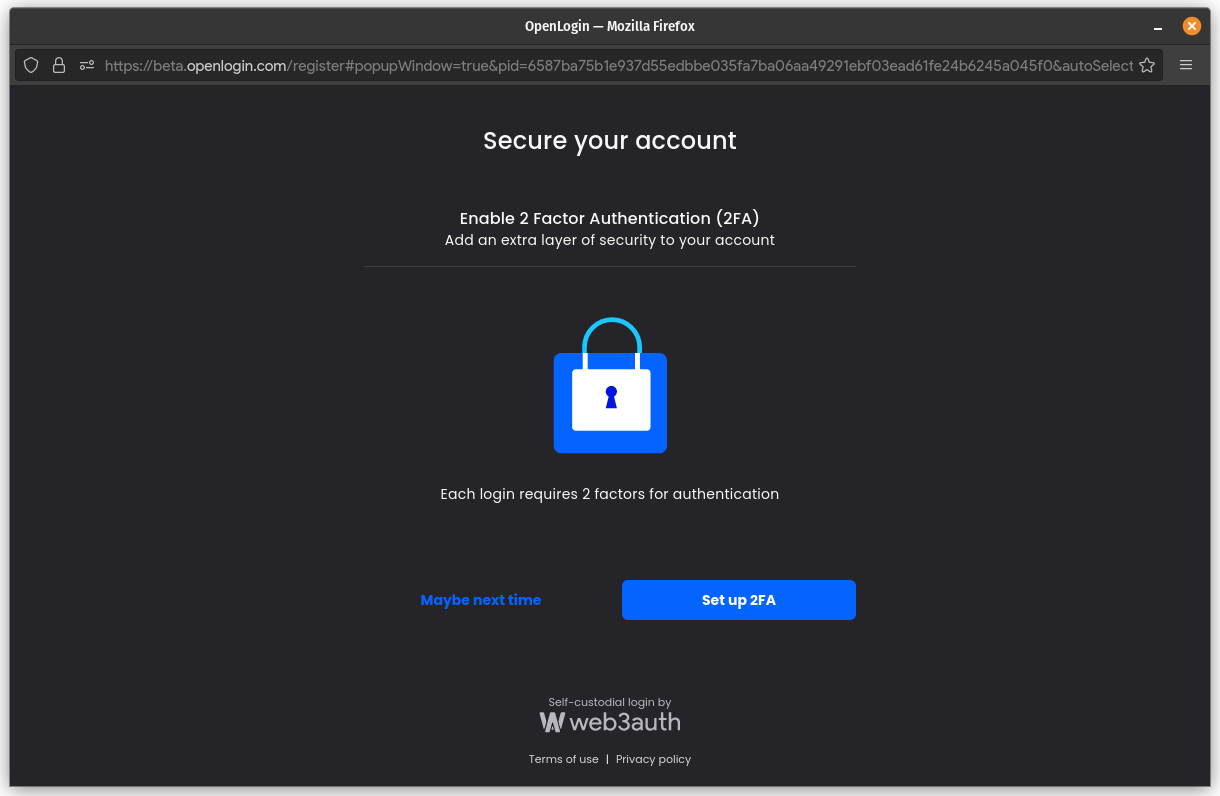 OpenLogin — Mozilla Firefox
https://beta.openlogin.com/register#popupWindow=true&pid=6587ba75b1e937d55edbbe035fa7ba06aa49291ebf03ead61fe24b6245a045f0&autoSelect
Secure your account
Enable 2 Factor Authentication (2FA)
Add an extra layer of security to your account
Each login requires 2 factors for authentication
Maybe next time
Set up 2FA
Self-custodial login by
web3auth
Terms of use | Privacy policy